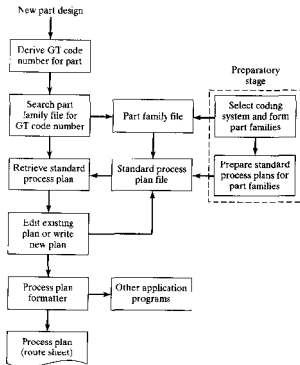 New part design
Derive GT code
number for part
Preparatory
stage
Search part
family file for
GT code number
Part family file
Select coding
system and form
part families
Retrieve standard
process plan
Standard process
plan file
Prepare standard
process plans for
part families
Edit existing
plan or write
new plan
Process plan
formatter
Other application
programs
Process plan
(route sheet)